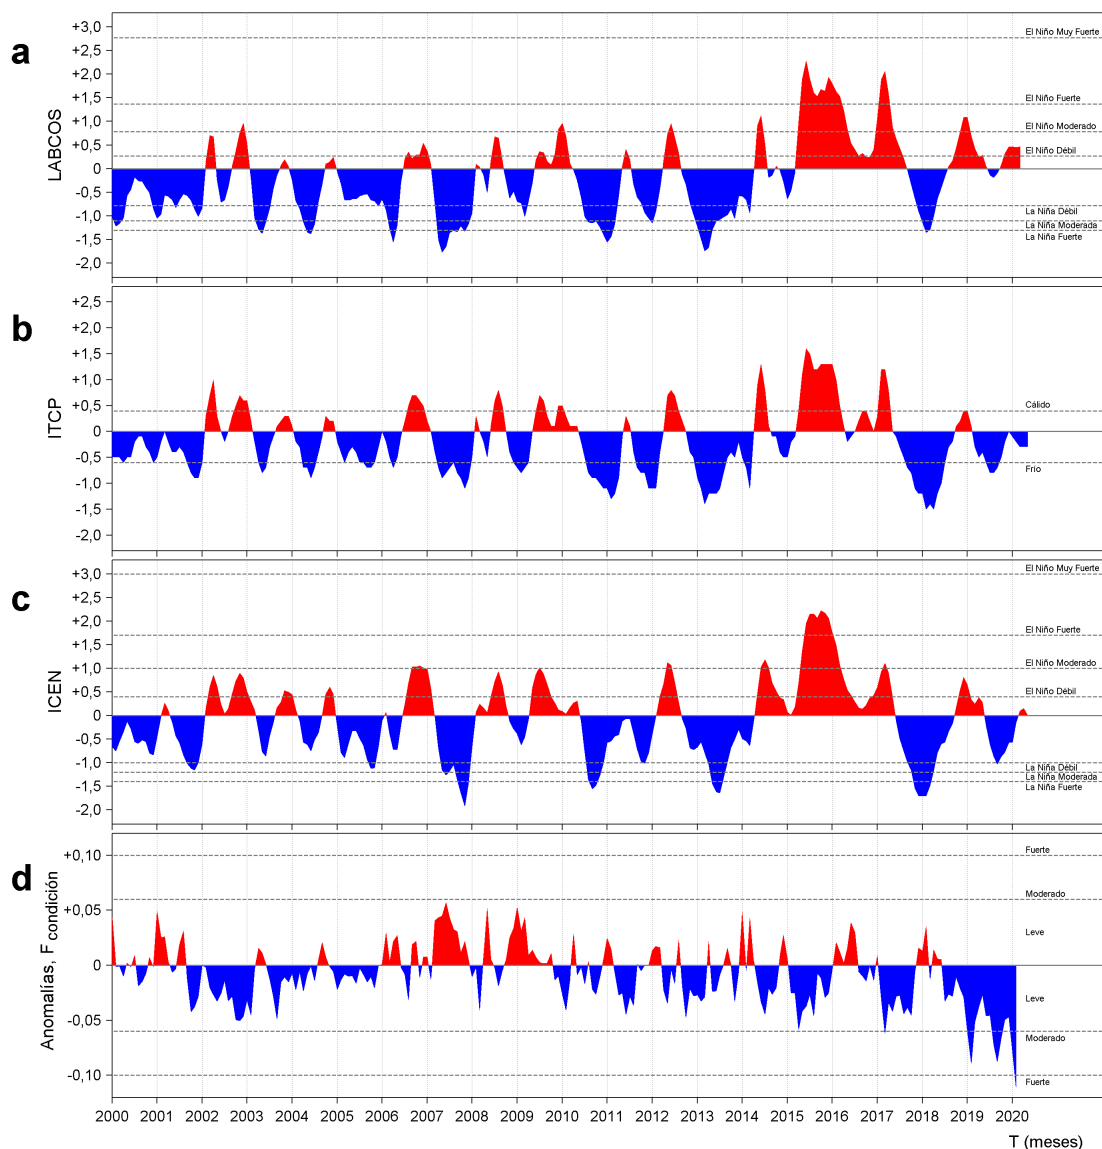 a
LABCOS
+3,0
+2,5
+2,0
+1,5
+1,0
+0,5
0
-0,5
-1,0
-1,5
-2,0
El Niño Muy Fuerte
El Niño Fuerte
El Niño Moderado
El Niño Débil
La Niña Débil
La Niña Moderada
La Niña Fuerte
b
ITCP
+2,5
+2,0
+1,5
+1,0
+0,5
0
-0,5
-1,0
-1,5
-2,0
Cálido
Frío
c
ICEN
+3,0
+2,5
+2,0
+1,5
+1,0
+0,5
0
-0,5
-1,0
-1,5
-2,0
El Niño Muy Fuerte
El Niño Fuerte
El Niño Moderado
El Niño Débil
La Niña Débil
La Niña Moderada
La Niña Fuerte
d
Anomalías, F condición
+0,10
+0,05
0
-0,05
-0,10
Fuerte
Moderado
Leve
Leve
Moderado
Fuerte
2000 2001 2002 2003 2004 2005 2006 2007 2008 2009 2010 2011 2012 2013 2014 2015 2016 2017 2018 2019 2020
T (meses)